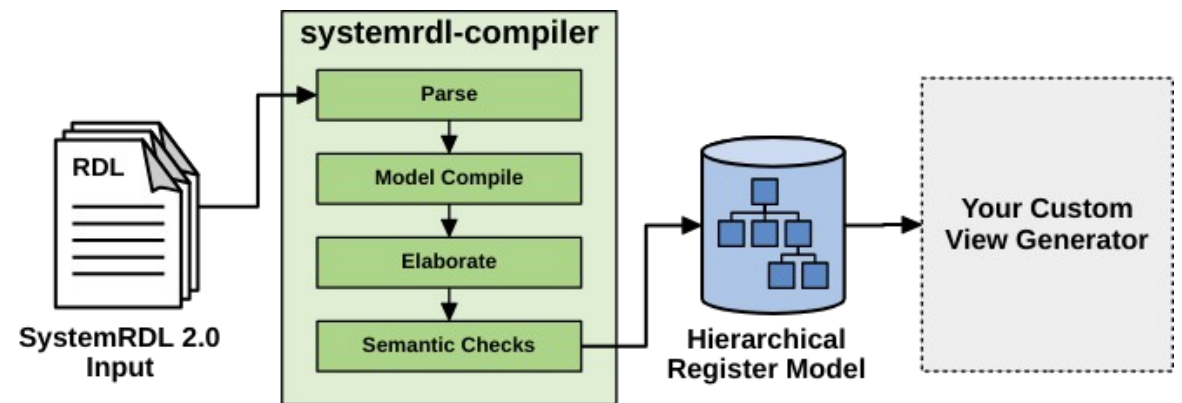 systemrdl-compiler
Parse
Model Compile
Elaborate
Semantic Checks
RDL
SystemRDL 2.0
Input
Hierarchical
Register Model
Your Custom
View Generator